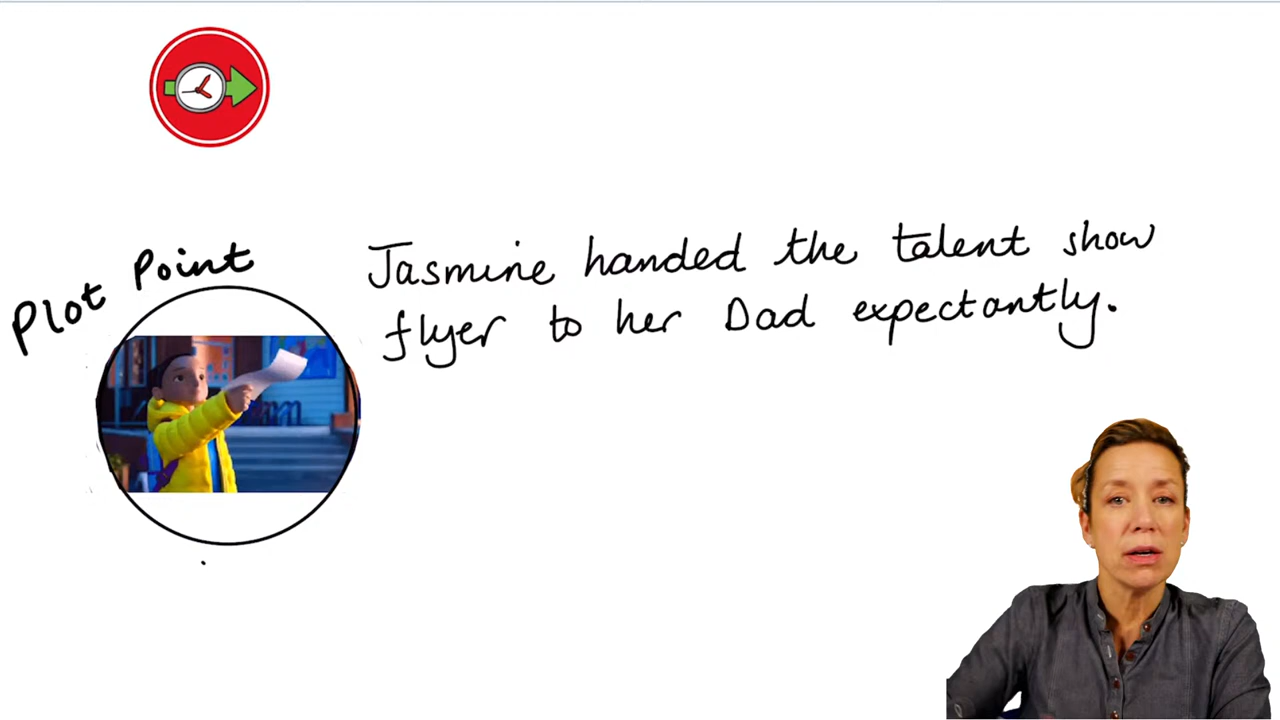 Plot Point
Jasmine handed the talent show
flyer to her Dad expectantly.